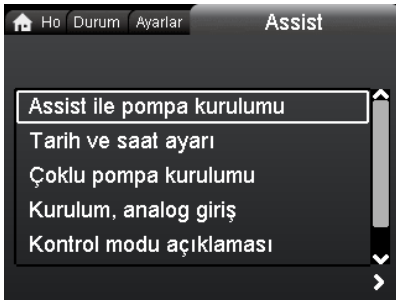 Ho Durum Ayarlar Assist
Assist ile pompa kurulumu
Tarih ve saat ayarı
Çoklu pompa kurulumu
Kurulum, analog giriş
Kontrol modu açıklaması